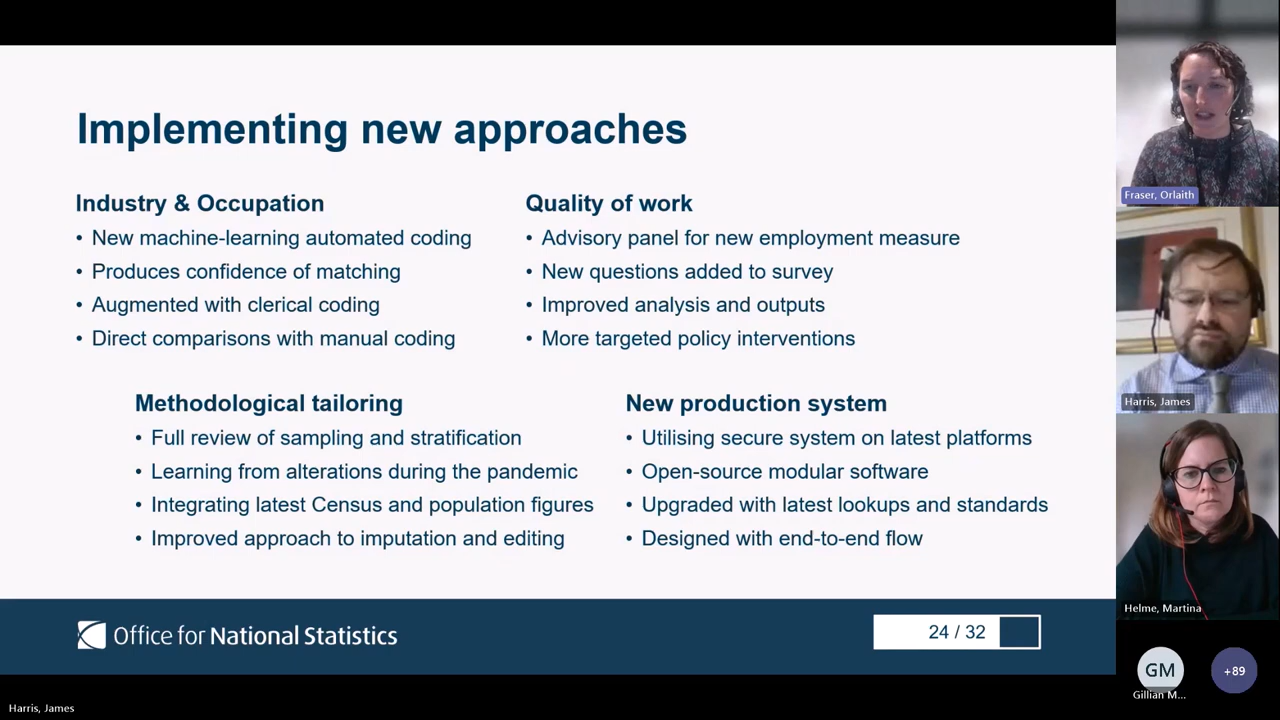 Implementing new approaches
Industry & Occupation
• New machine-learning automated coding
• Produces confidence of matching
• Augmented with clerical coding
• Direct comparisons with manual coding
Quality of work
• Advisory panel for new employment measure
• New questions added to survey
• Improved analysis and outputs
• More targeted policy interventions
Methodological tailoring
• Full review of sampling and stratification
• Learning from alterations during the pandemic
• Integrating latest Census and population figures
• Improved approach to imputation and editing
New production system
• Utilising secure system on latest platforms
• Open-source modular software
• Upgraded with latest lookups and standards
• Designed with end-to-end flow
Office for National Statistics
24 / 32
Fraser, Orlaith
Harris, James
Helme, Martina
GM
Gillian M...
+89
Harris, James